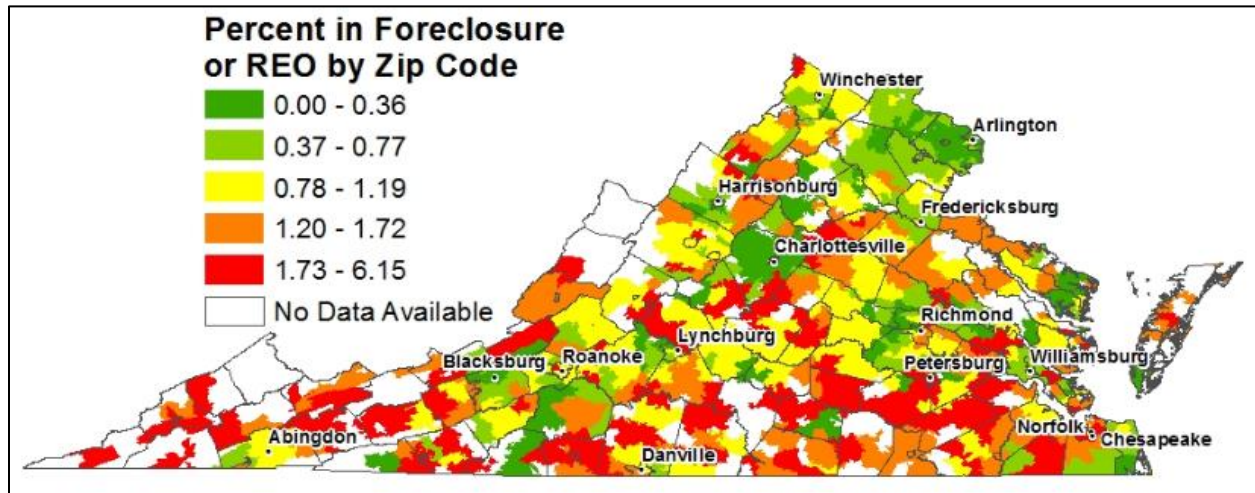 Percent in Foreclosure
or REO by Zip Code
0.00 - 0.36
0.37 - 0.77
0.78 - 1.19
1.20 - 1.72
1.73 - 6.15
No Data Available
Winchester
Arlington
Harrisonburg
Fredericksburg
Charlottesville
Richmond
Lynchburg
Blacksburg
Roanoke
Petersburg
Williamsburg
Abingdon
Danville
Norfolk
Chesapeake